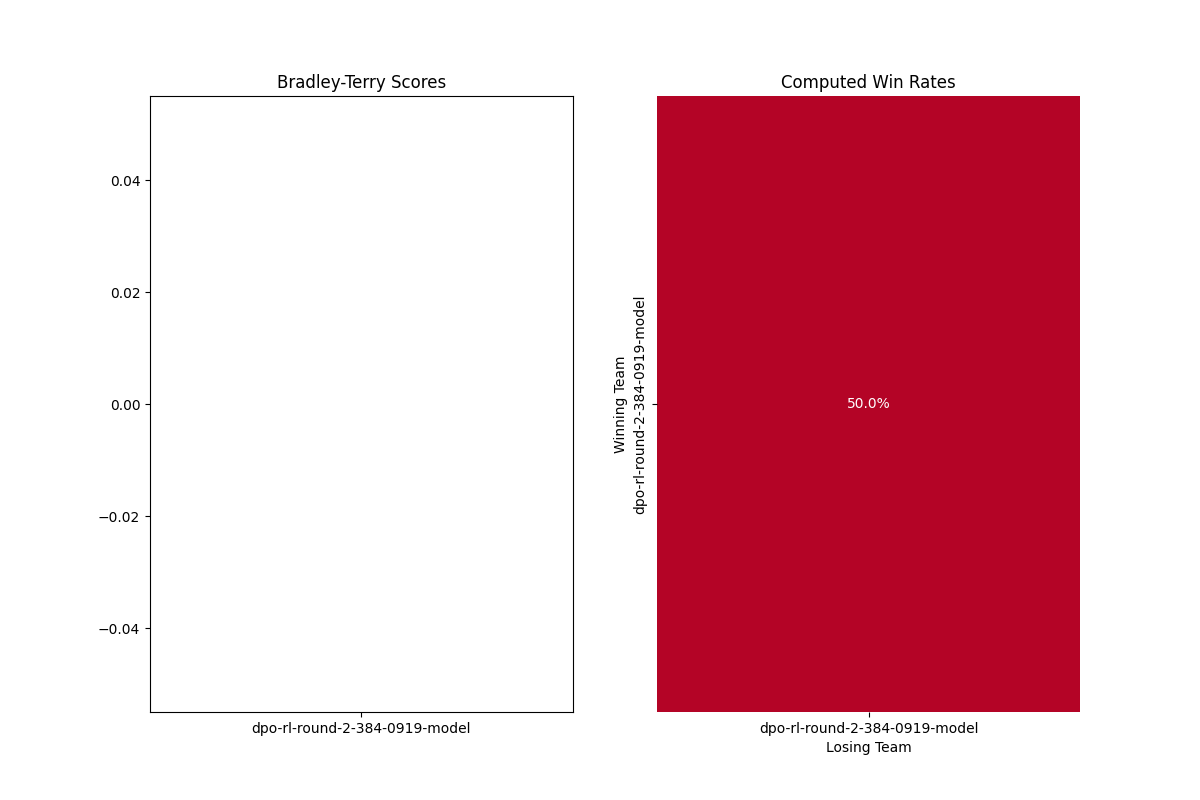 Bradley-Terry Scores
0.04
0.02
0.00
−0.02
−0.04
dpo-rl-round-2-384-0919-model
Computed Win Rates
Winning Team
dpo-rl-round-2-384-0919-model
50.0%
dpo-rl-round-2-384-0919-model
Losing Team